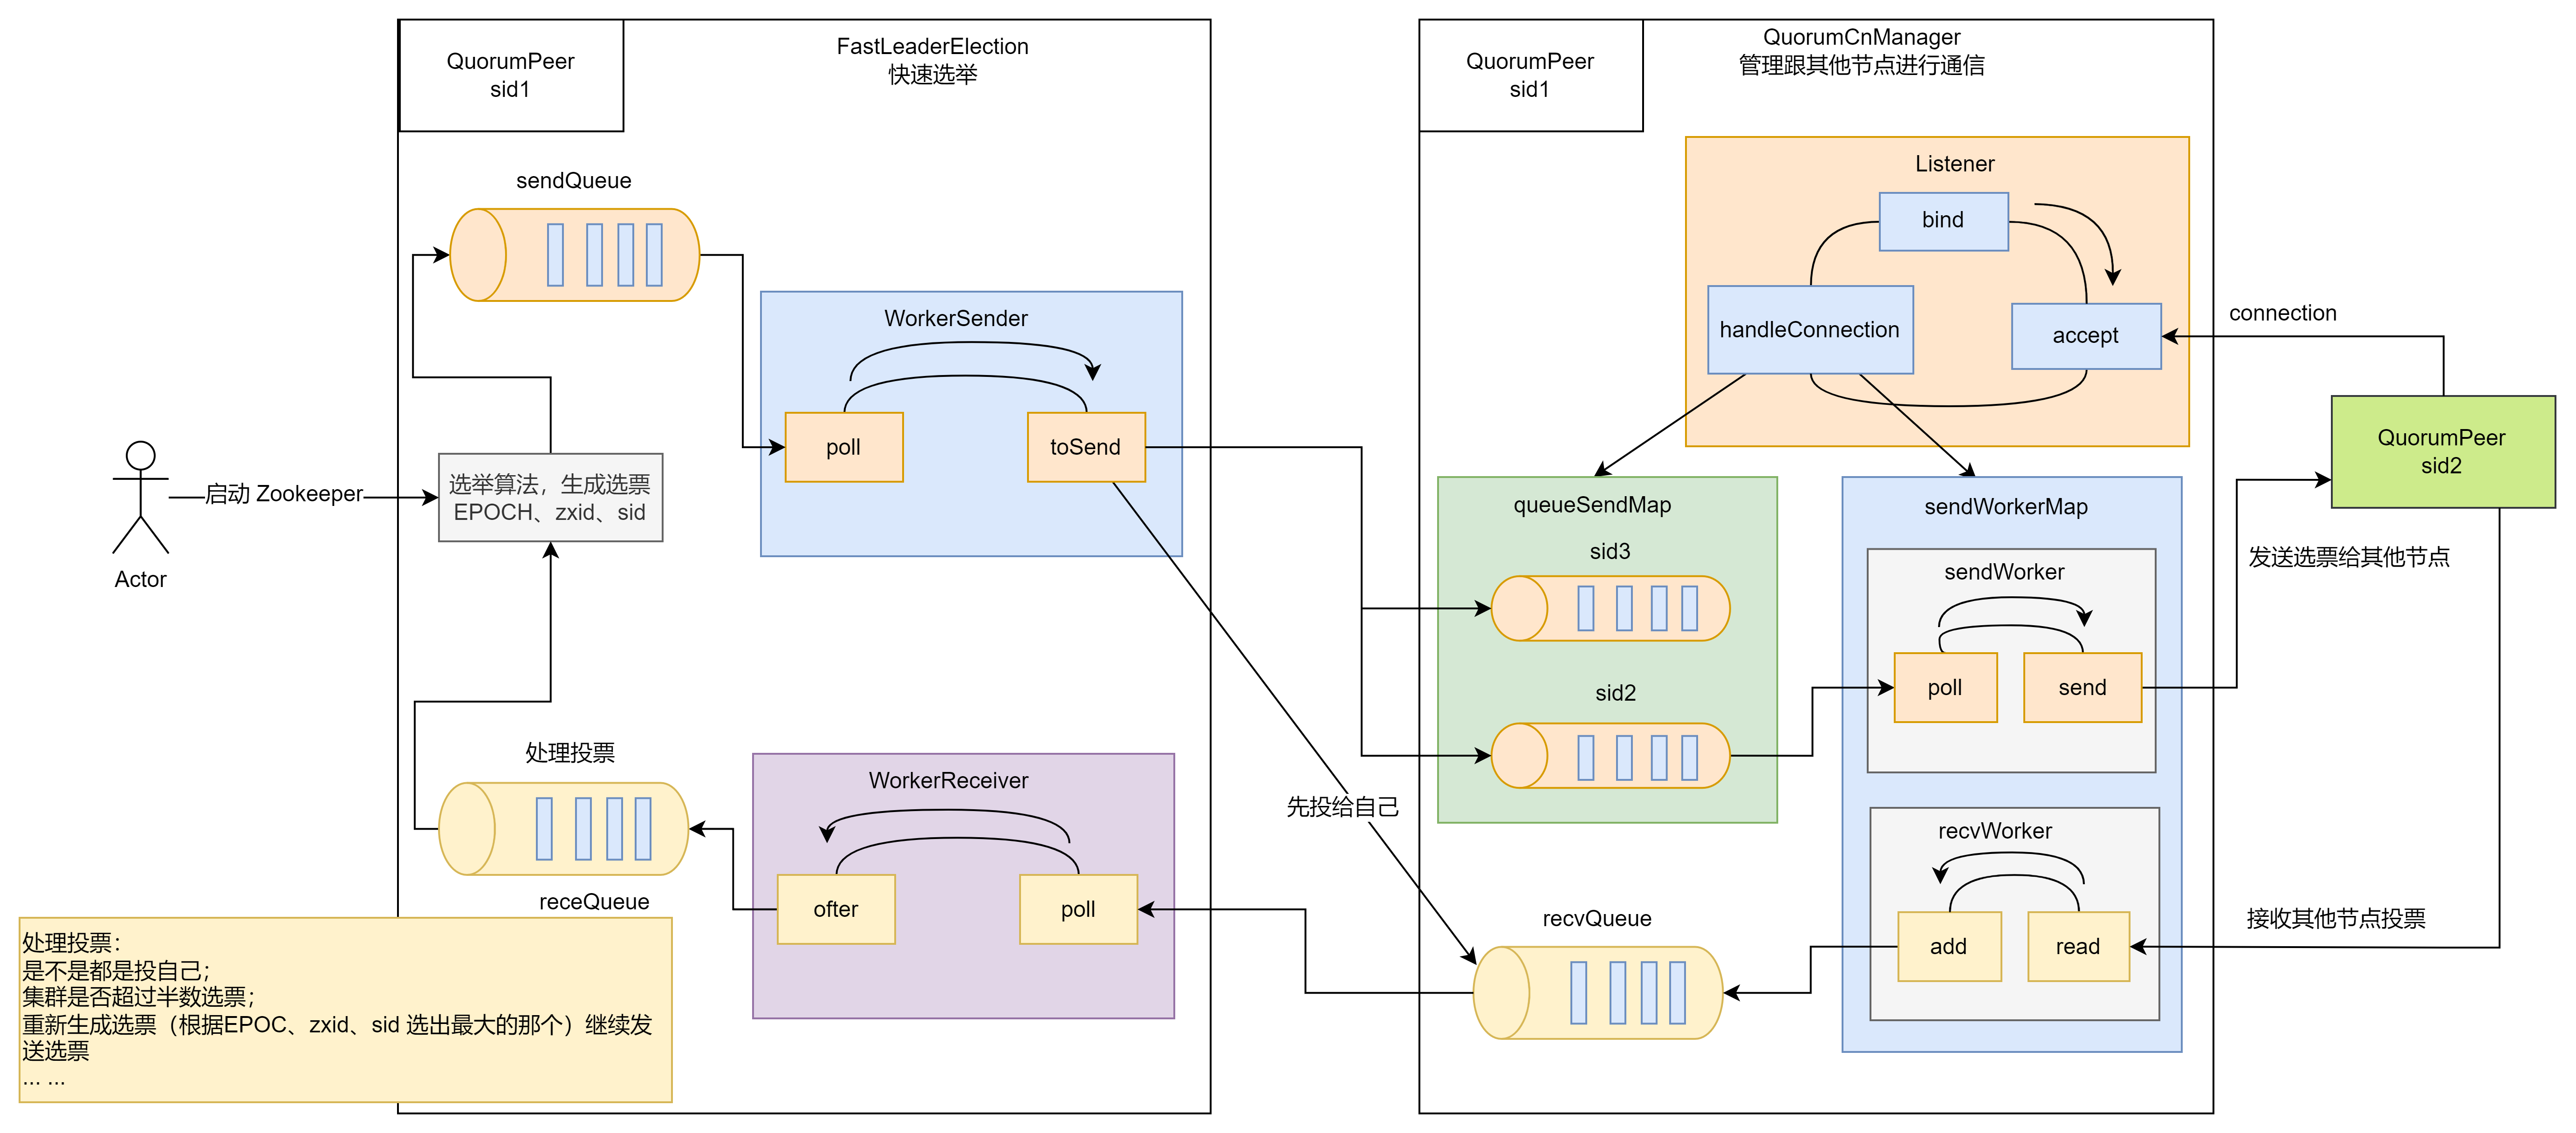 QuorumPeer
sid1
FastLeaderElection
快速选举
sendQueue
WorkerSender
poll
toSend
启动 Zookeeper
Actor
选举算法，生成选票
EPOCH、zxid、sid
处理投票
receQueue
WorkerReceiver
ofter
poll
处理投票：
是不是都是投自己；
集群是否超过半数选票；
重新生成选票（根据EPOC、zxid、sid 选出最大的那个）继续发
送选票
... ...
先投给自己
QuorumPeer
sid1
QuorumCnManager
管理跟其他节点进行通信
Listener
bind
handleConnection
accept
connection
QuorumPeer
sid2
queueSendMap
sid3
sid2
sendWorkerMap
sendWorker
poll
send
发送选票给其他节点
recvWorker
add
read
接收其他节点投票
recvQueue